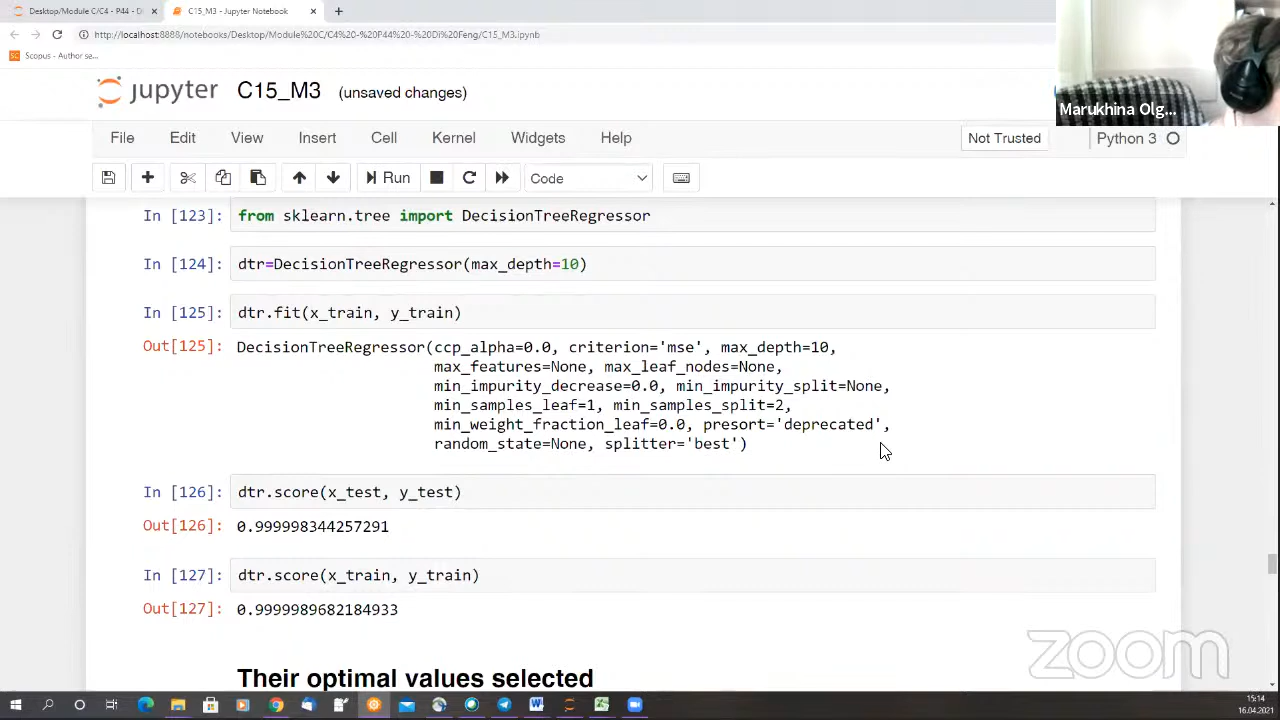 Desktop/Module C/C4 - P44 - Di
C15_M3 - Jupyter Notebook
http://localhost:8888/notebooks/Desktop/Module%20C/C4%20-%20P44%20-%20Di%20Feng/C15_M3.ipynb
Scopus - Author se...
Marukhina Olg...
jupyter C15_M3 (unsaved changes)
File Edit View Insert Cell Kernel Widgets Help Not Trusted Python 3
Run Code
In [123]: from sklearn.tree import DecisionTreeRegressor
In [124]: dtr=DecisionTreeRegressor(max_depth=10)
In [125]: dtr.fit(x_train, y_train)
Out[125]: DecisionTreeRegressor(ccp_alpha=0.0, criterion='mse', max_depth=10,
max_features=None, max_leaf_nodes=None,
min_impurity_decrease=0.0, min_impurity_split=None,
min_samples_leaf=1, min_samples_split=2,
min_weight_fraction_leaf=0.0, presort='deprecated',
random_state=None, splitter='best')
In [126]: dtr.score(x_test, y_test)
Out[126]: 0.999998344257291
In [127]: dtr.score(x_train, y_train)
Out[127]: 0.9999989682184933
Their optimal values selected
zoom
15:14
16.04.2021